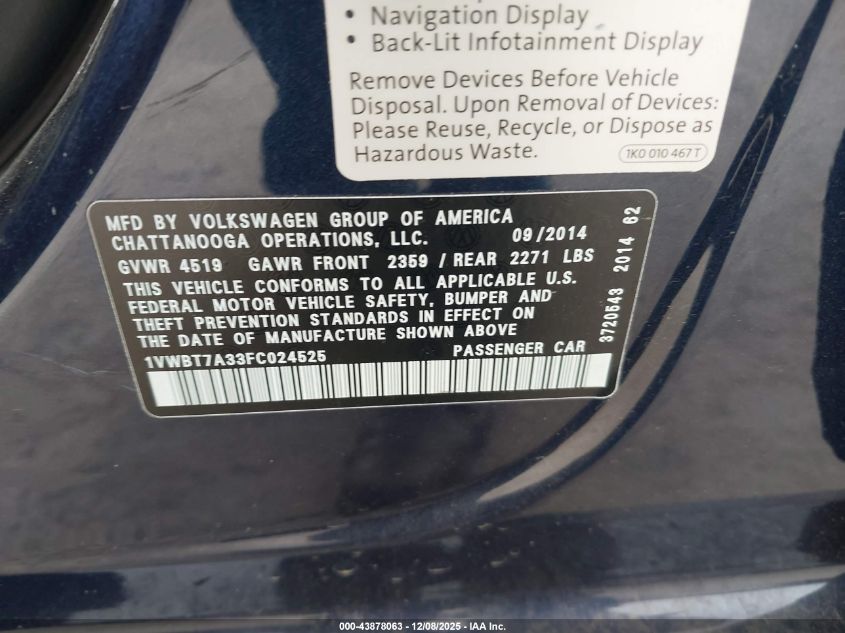 • Navigation Display
• Back-Lit Infotainment Display
Remove Devices Before Vehicle
Disposal. Upon Removal of Devices:
Please Reuse, Recycle, or Dispose as
Hazardous Waste.
1K0 010 467 T
MFD BY VOLKSWAGEN GROUP OF AMERICA
CHATTANOOGA OPERATIONS, LLC. 09/2014
GVWR 4519 GAWR FRONT 2359 / REAR 2271 LBS
THIS VEHICLE CONFORMS TO ALL APPLICABLE U.S.
FEDERAL MOTOR VEHICLE SAFETY, BUMPER AND
THEFT PREVENTION STANDARDS IN EFFECT ON
THE DATE OF MANUFACTURE SHOWN ABOVE
1VWBT7A33FC024525 PASSENGER CAR
3720543 2014 62
000-43878063 - 12/08/2025 - IAA Inc.